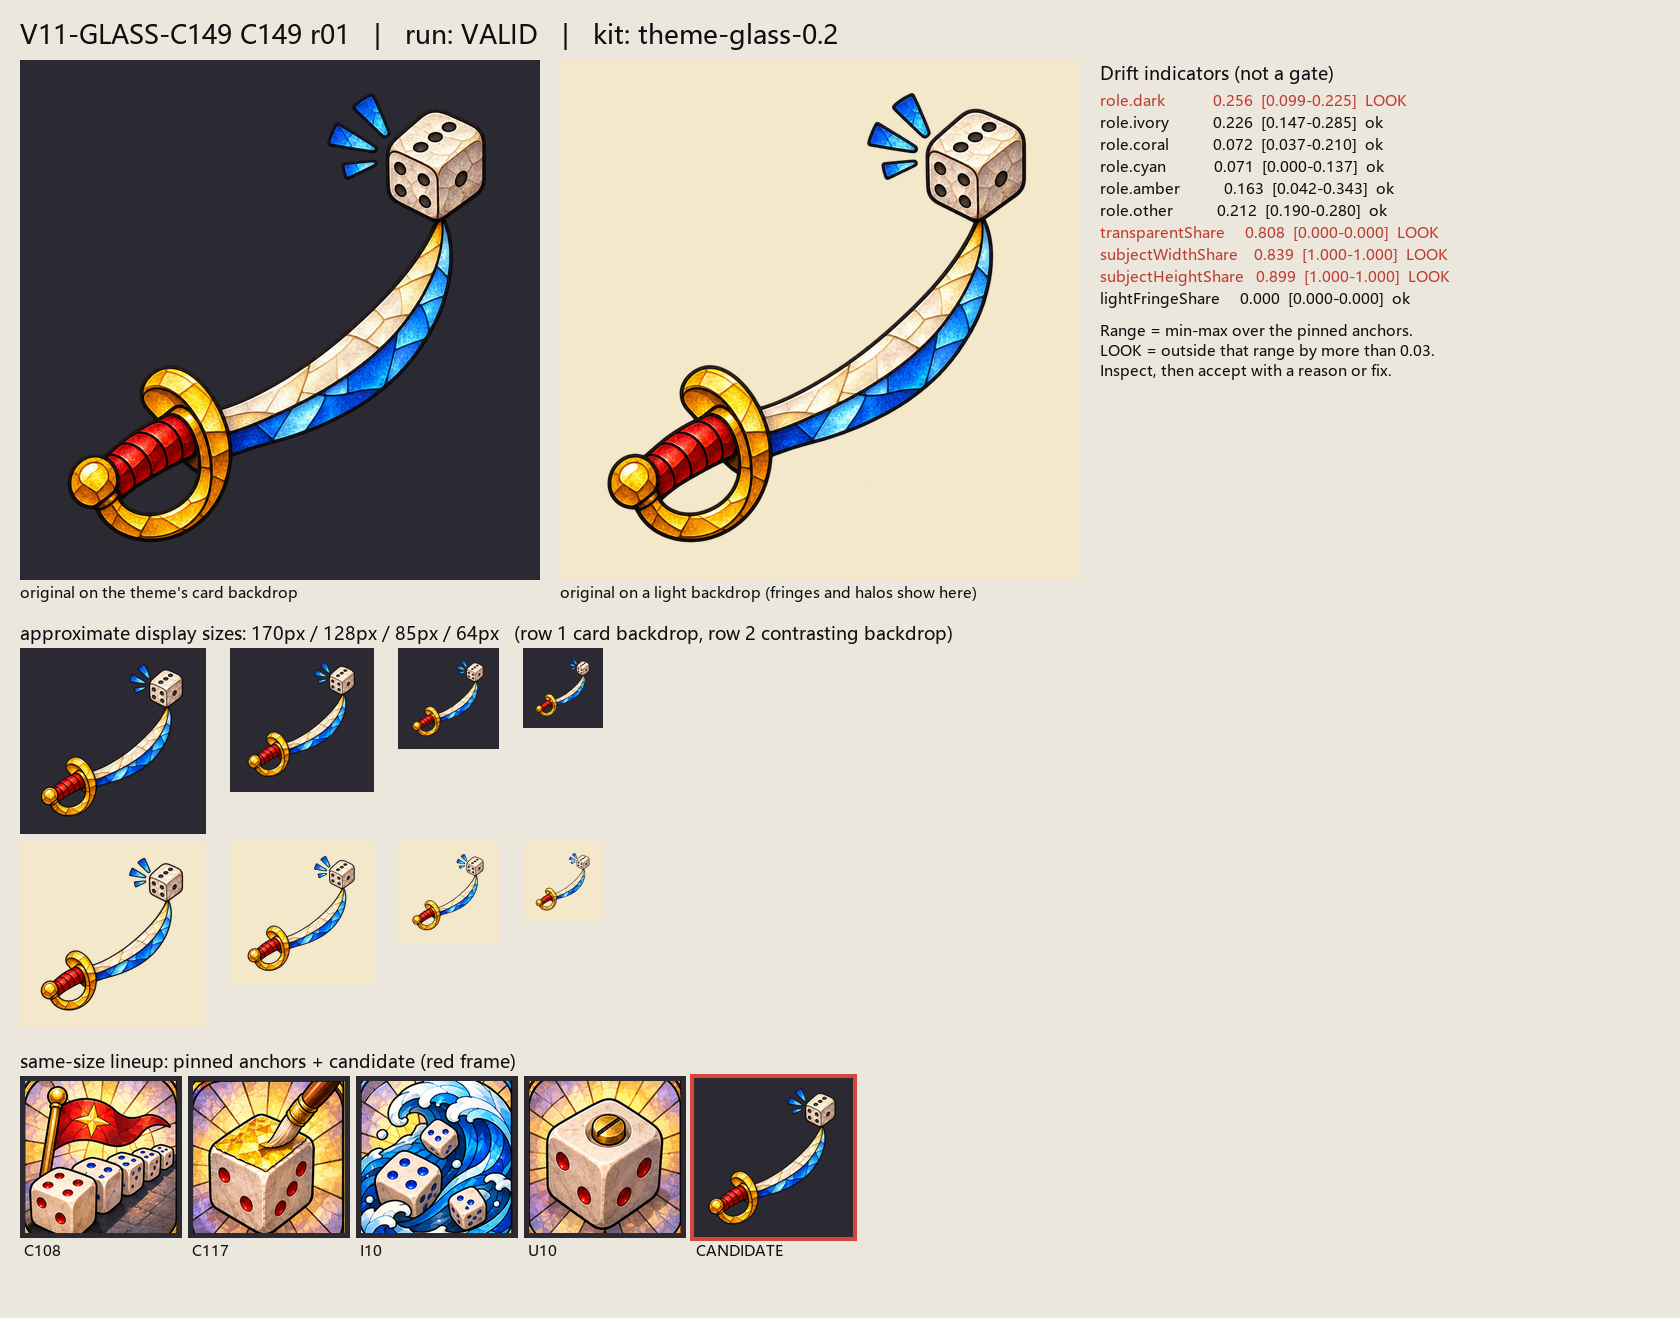 V11-GLASS-C149 C149 r01 | run: VALID | kit: theme-glass-0.2
Drift indicators (not a gate)
role.dark 0.256 [0.099-0.225] LOOK
role.ivory 0.226 [0.147-0.285] ok
role.coral 0.072 [0.037-0.210] ok
role.cyan 0.071 [0.000-0.137] ok
role.amber 0.163 [0.042-0.343] ok
role.other 0.212 [0.190-0.280] ok
transparentShare 0.808 [0.000-0.000] LOOK
subjectWidthShare 0.839 [1.000-1.000] LOOK
subjectHeightShare 0.899 [1.000-1.000] LOOK
lightFringeShare 0.000 [0.000-0.000] ok
Range = min-max over the pinned anchors.
LOOK = outside that range by more than 0.03.
Inspect, then accept with a reason or fix.
original on the theme's card backdrop
original on a light backdrop (fringes and halos show here)
approximate display sizes: 170px / 128px / 85px / 64px (row 1 card backdrop, row 2 contrasting backdrop)
same-size lineup: pinned anchors + candidate (red frame)
C108
C117
I10
U10
CANDIDATE